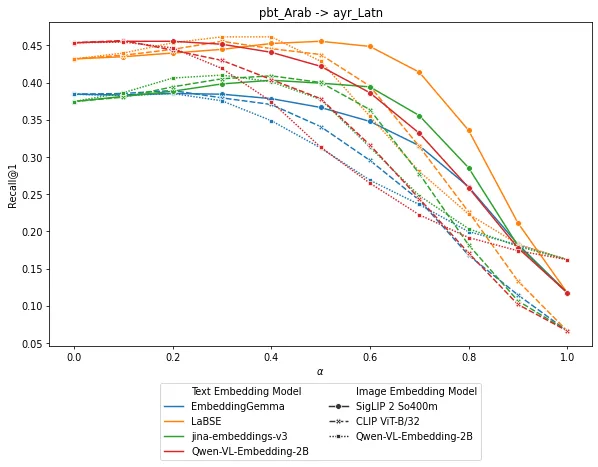 pbt_Arab -> ayr_Latn
Recall@1
0.45
0.40
0.35
0.30
0.25
0.20
0.15
0.10
0.05
0.0
0.2
0.4
0.6
0.8
1.0
α
Text Embedding Model
EmbeddingGemma
LaBSE
jina-embeddings-v3
Qwen-VL-Embedding-2B
Image Embedding Model
SigLIP 2 So400m
CLIP ViT-B/32
Qwen-VL-Embedding-2B